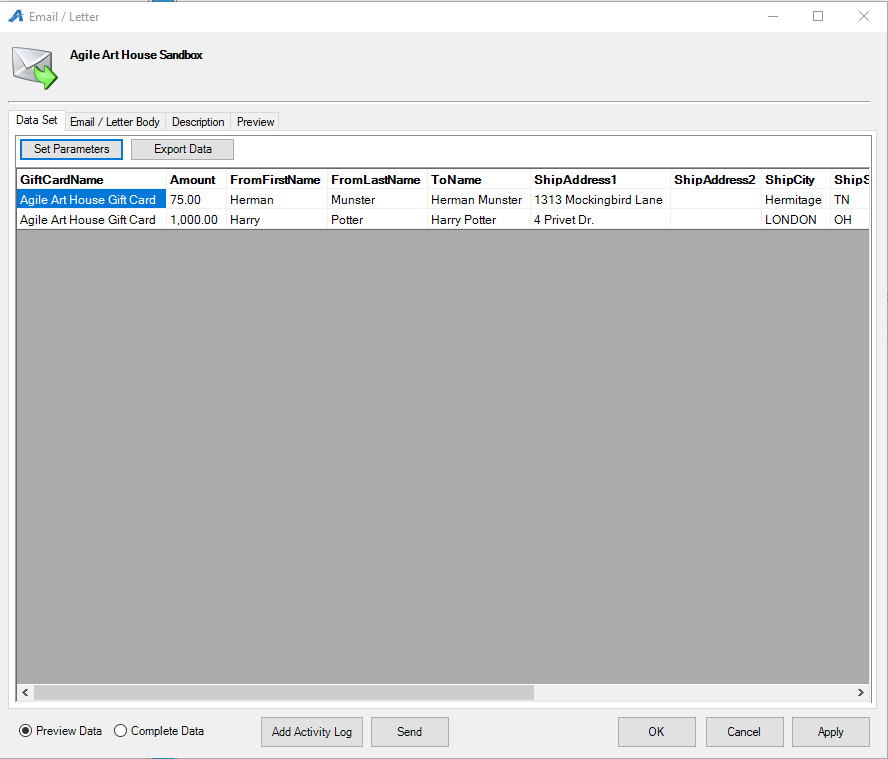 Email / Letter
Agile Art House Sandbox
Data Set Email / Letter Body Description Preview
Set Parameters Export Data
GiftCardName Amount FromFirstName FromLastName ToName ShipAddress1 ShipAddress2 ShipCity ShipS
Agile Art House Gift Card 75.00 Herman Munster Herman Munster 1313 Mockingbird Lane Hermitage TN
Agile Art House Gift Card 1,000.00 Harry Potter Harry Potter 4 Privet Dr. LONDON OH
Preview Data Complete Data Add Activity Log Send OK Cancel Apply